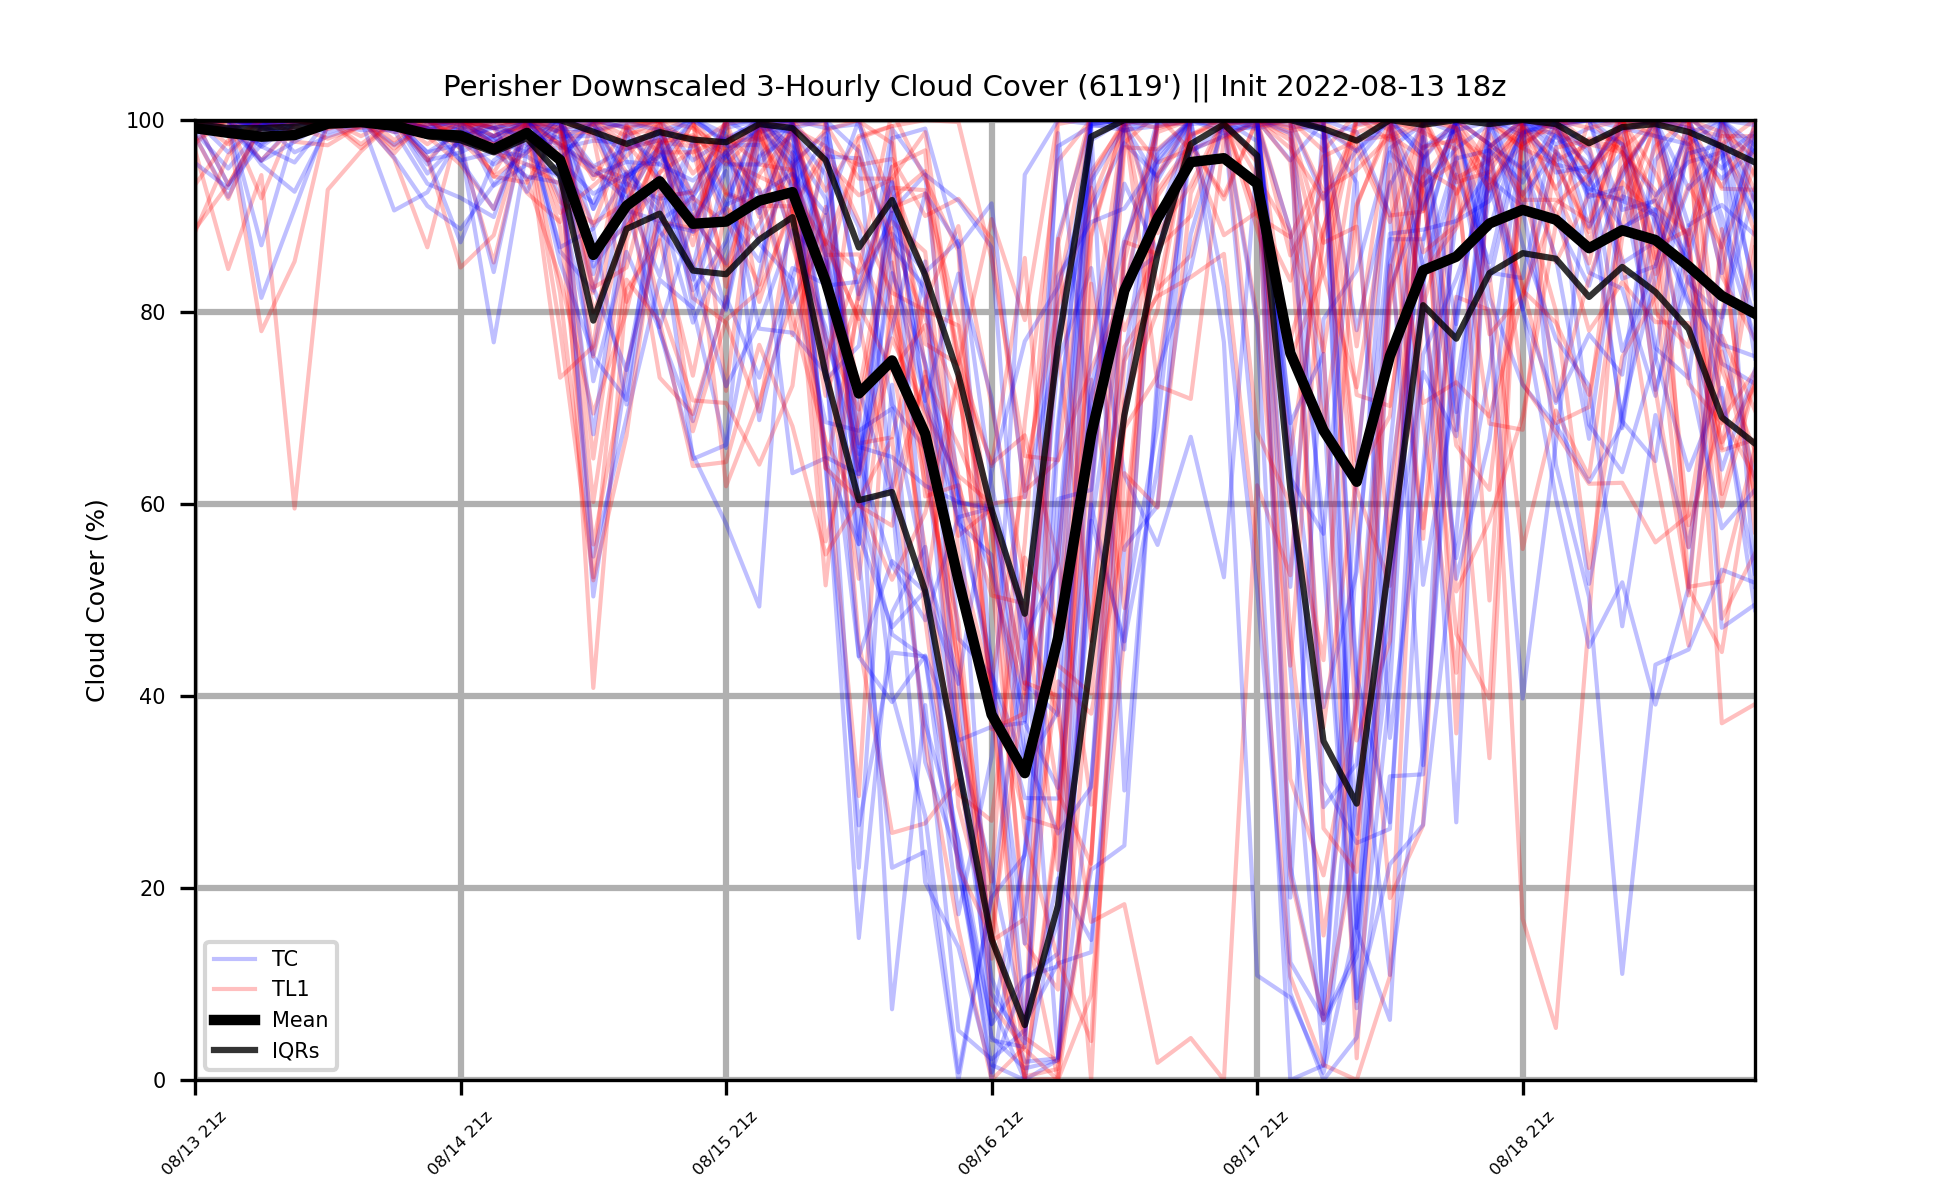 Perisher Downscaled 3-Hourly Cloud Cover (6119') || Init 2022-08-13 18z
Cloud Cover (%)
100
80
60
40
20
0
TC
TL1
Mean
IQRs
08/13 21z
08/14 21z
08/15 21z
08/16 21z
08/17 21z
08/18 21z